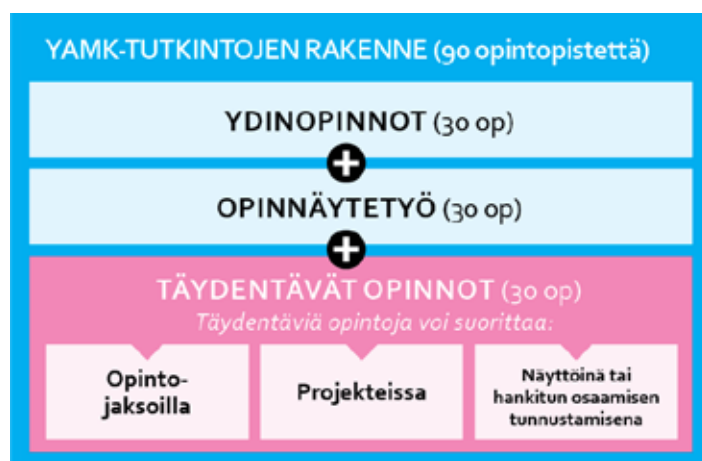 YAMK-TUTKINTOJEN RAKENNE (90 opintopistettä)
YDINOPINNOT (30 op)
+
OPINNÄYTETYÖ (30 op)
+
TÄYDENTÄVÄT OPINNOT (30 op)
Täydentäviä opintoja voi suorittaa:
Opinto-
jaksoilla
Projekteissa
Näyttöinä tai
hankitun osaamisen
tunnustamisena